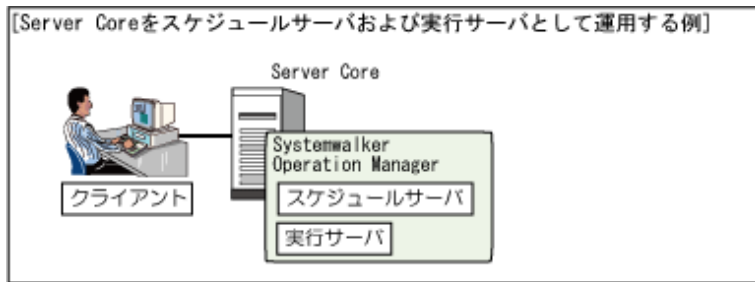 [Server Coreをスケジュールサーバおよび実行サーバとして運用する例]
Server Core
Systemwalker
Operation Manager
クライアント
スケジュールサーバ
実行サーバ